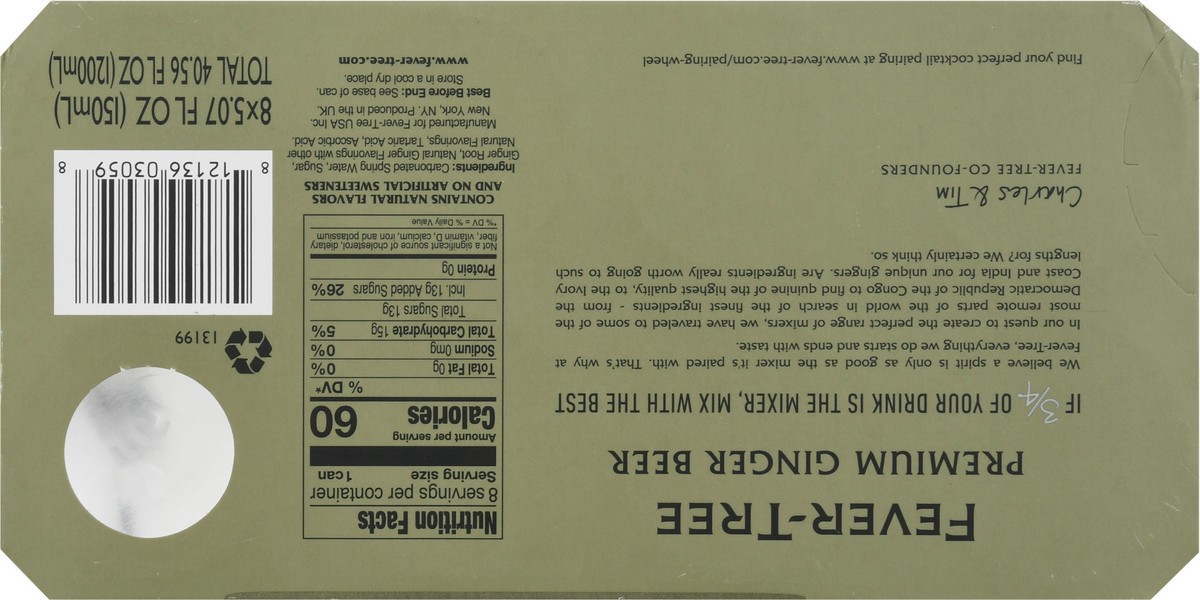 FEVER-TREE
PREMIUM GINGER BEER
IF 3/4 OF YOUR DRINK IS THE MIXER, MIX WITH THE BEST
We believe a spirit is only as good as the mixer it's paired with. That's why at
Fever-Tree, everything we do starts and ends with taste.
In our quest to create the perfect range of mixers, we have traveled to some of the
most remote parts of the world in search of the finest ingredients - from the
Democratic Republic of the Congo to find quinine of the highest quality, to the Ivory
Coast and India for our unique gingers. Are ingredients really worth going to such
lengths for? We certainly think so.
Charles & Tim
FEVER-TREE CO-FOUNDERS
Find your perfect cocktail pairing at www.fever-tree.com/pairing-wheel
Nutrition Facts
8 servings per container
Serving size 1 can
Amount per serving
Calories 60
% DV*
Total Fat 0g 0%
Sodium 0mg 0%
Total Carbohydrate 15g 5%
Total Sugars 13g
Incl. 13g Added Sugars 26%
Protein 0g
Not a significant source of cholesterol, dietary
fiber, vitamin D, calcium, iron and potassium
*% DV = % Daily Value
CONTAINS NATURAL FLAVORS
AND NO ARTIFICIAL SWEETENERS
Ingredients: Carbonated Spring Water, Sugar,
Ginger Root, Natural Ginger Flavorings with other
Natural Flavorings, Tartaric Acid, Ascorbic Acid.
Manufactured for Fever-Tree USA Inc.
New York, NY. Produced in the UK.
Best Before End: See base of can.
Store in a cool dry place.
www.fever-tree.com
13199
8 12136 03059 8
8x5.07 FL OZ (150mL)
TOTAL 40.56 FL OZ (1200mL)